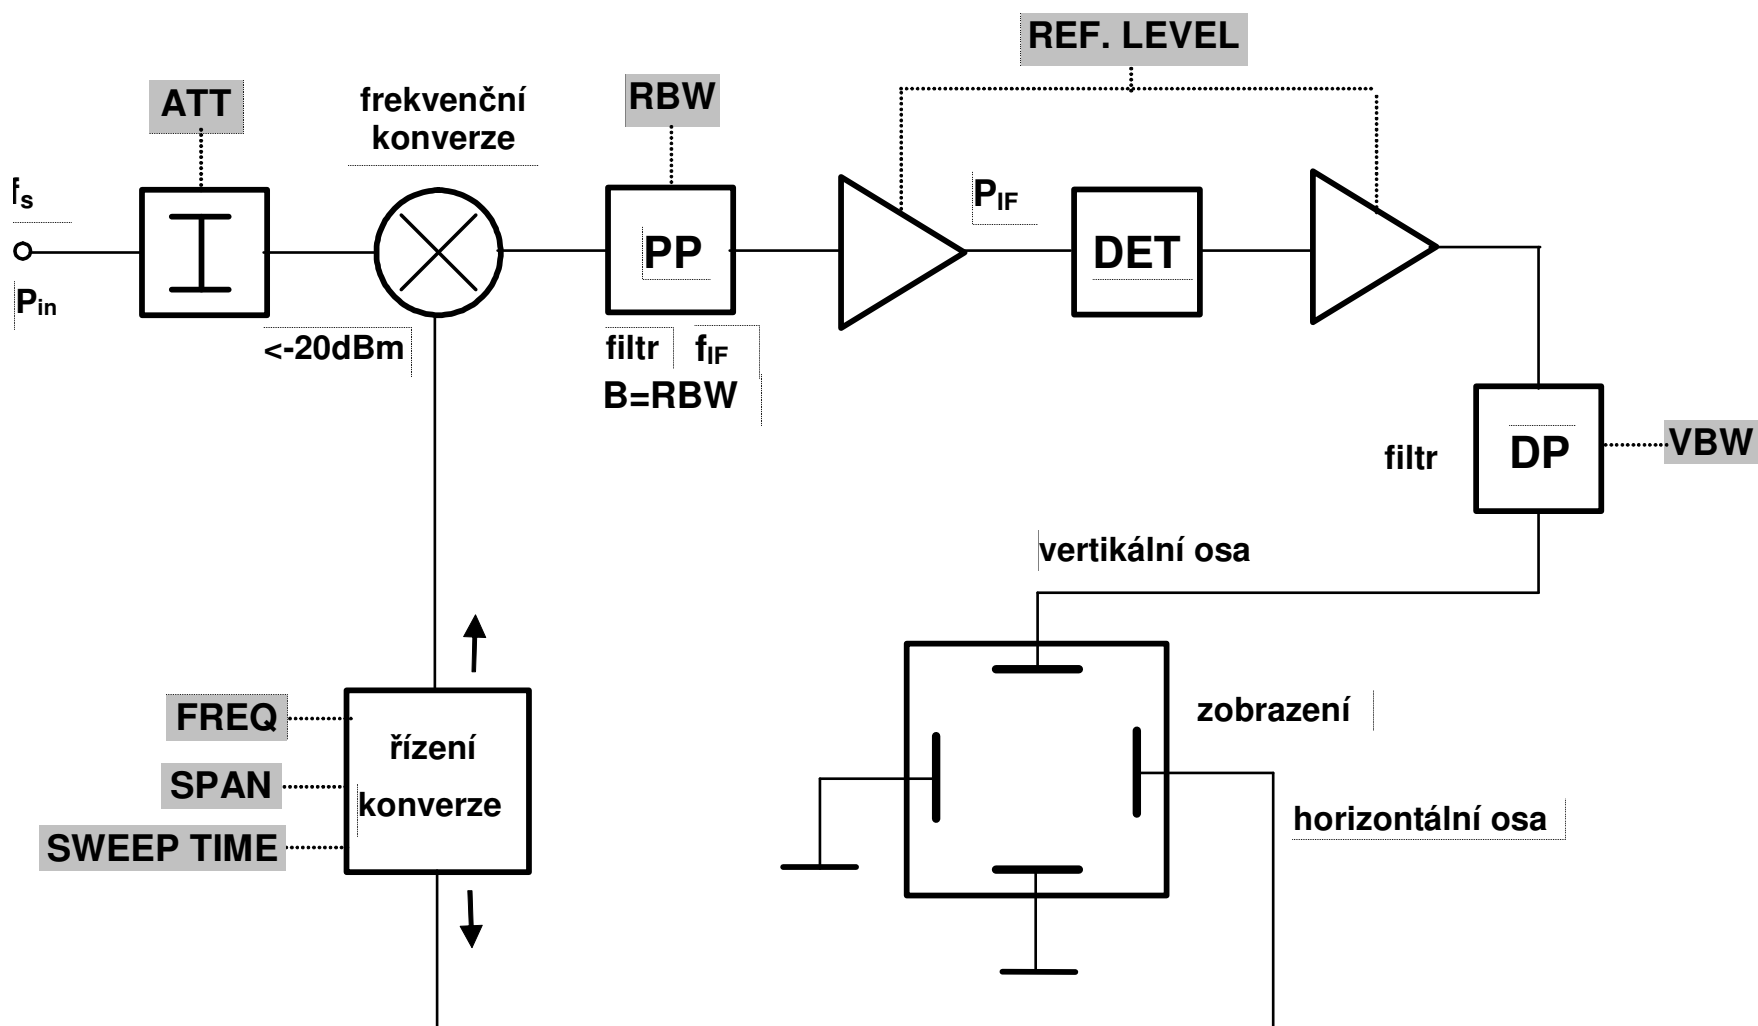 REF. LEVEL
ATT
frekvenční
konverze
RBW
fs
PIF
PP
DET
Pin
<-20dBm
filtr fIF
B=RBW
filtr
DP
VBW
vertikální osa
FREQ
SPAN
SWEEP TIME
řízení
konverze
zobrazení
horizontální osa